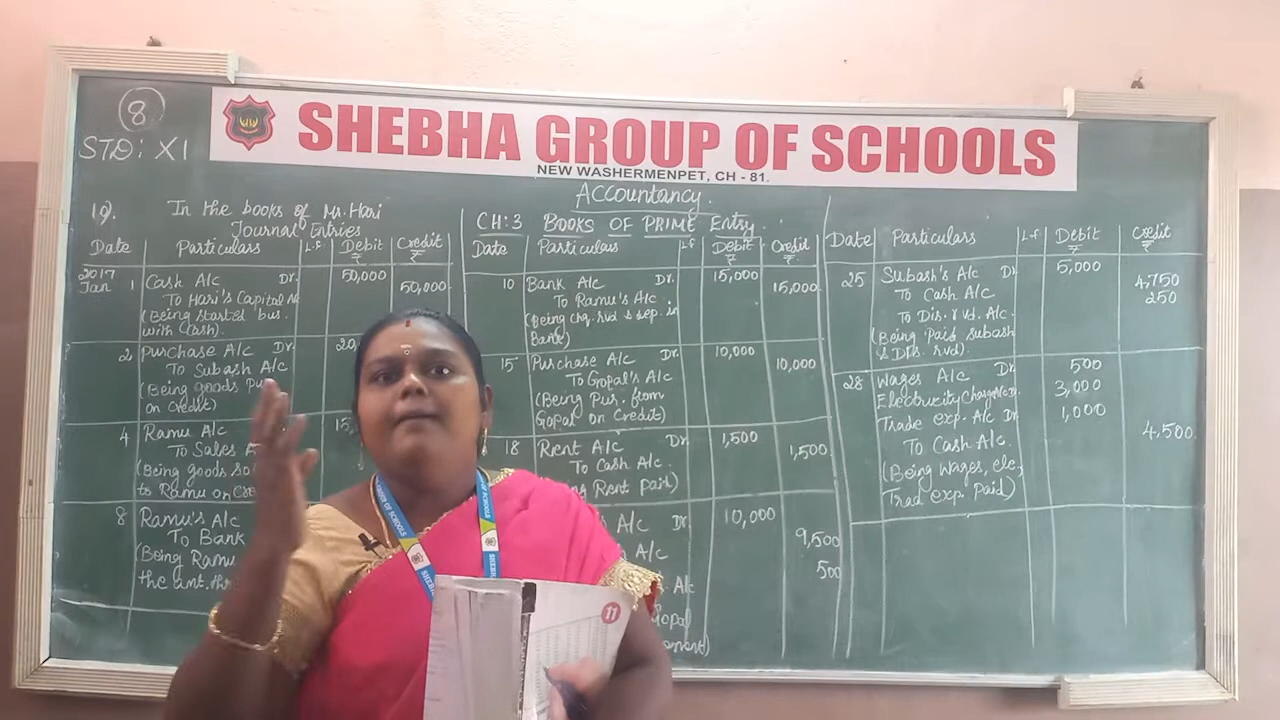 8
STD: XI
SHEBHA GROUP OF SCHOOLS
NEW WASHERMENPET, CH - 81.
Accountancy.
CH:3 BOOKS OF PRIME Entry.
19). In the books of Mr. Hari
Journal Entries
Date Particulars L.f Debit ₹ Credit ₹
2017
Jan 1 Cash A/c Dr. 50,000
To Hari's Capital A/c 50,000
(Being started bus.
with Cash).
2 Purchase A/c Dr. 20,
To Subash A/c
(Being goods Pu
on Credit)
4 Ramu A/c 15,
To Sales A
(Being goods so
to Ramu on Cre
8 Ramu's A/c
To Bank
(Being Ramu
the amt. thr
Date Particulars L.f Debit ₹ Credit ₹
10 Bank A/c Dr. 15,000
To Ramu's A/c 15,000
(Being chq. rvd & dep. in
Bank)
15 Purchase A/c Dr. 10,000
To Gopal's A/c 10,000
(Being Pur. from
Gopal on Credit)
18 Rent A/c Dr. 1,500
To Cash A/c 1,500
Rent paid)
A/c Dr. 10,000
A/c 9,500
A/c 500
Gopal
Date Particulars L.f Debit ₹ Credit ₹
25 Subash's A/c Dr 5,000
To Cash A/c 4,750
To Dis. rvd. A/c. 250
(Being Paid Subash
& Dis. rvd).
28 Wages A/c Dr 500
Electricity Charges A/c Dr. 3,000
Trade exp. A/c Dr 1,000
To Cash A/c. 4,500.
(Being Wages, ele,
Trad exp. Paid)
11